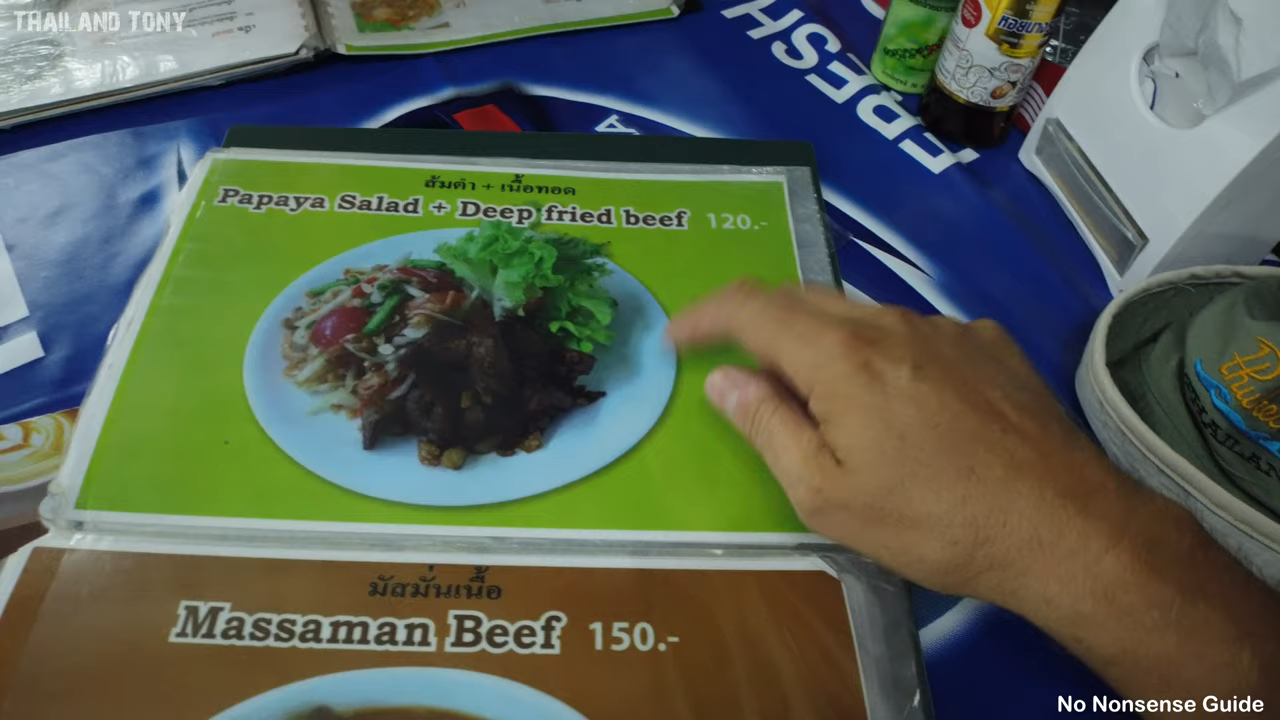 THAILAND TONY
FRESH
ส้มตำ + เนื้อทอด
Papaya Salad + Deep fried beef 120.-
มัสมั่นเนื้อ
Massaman Beef 150.-
No Nonsense Guide